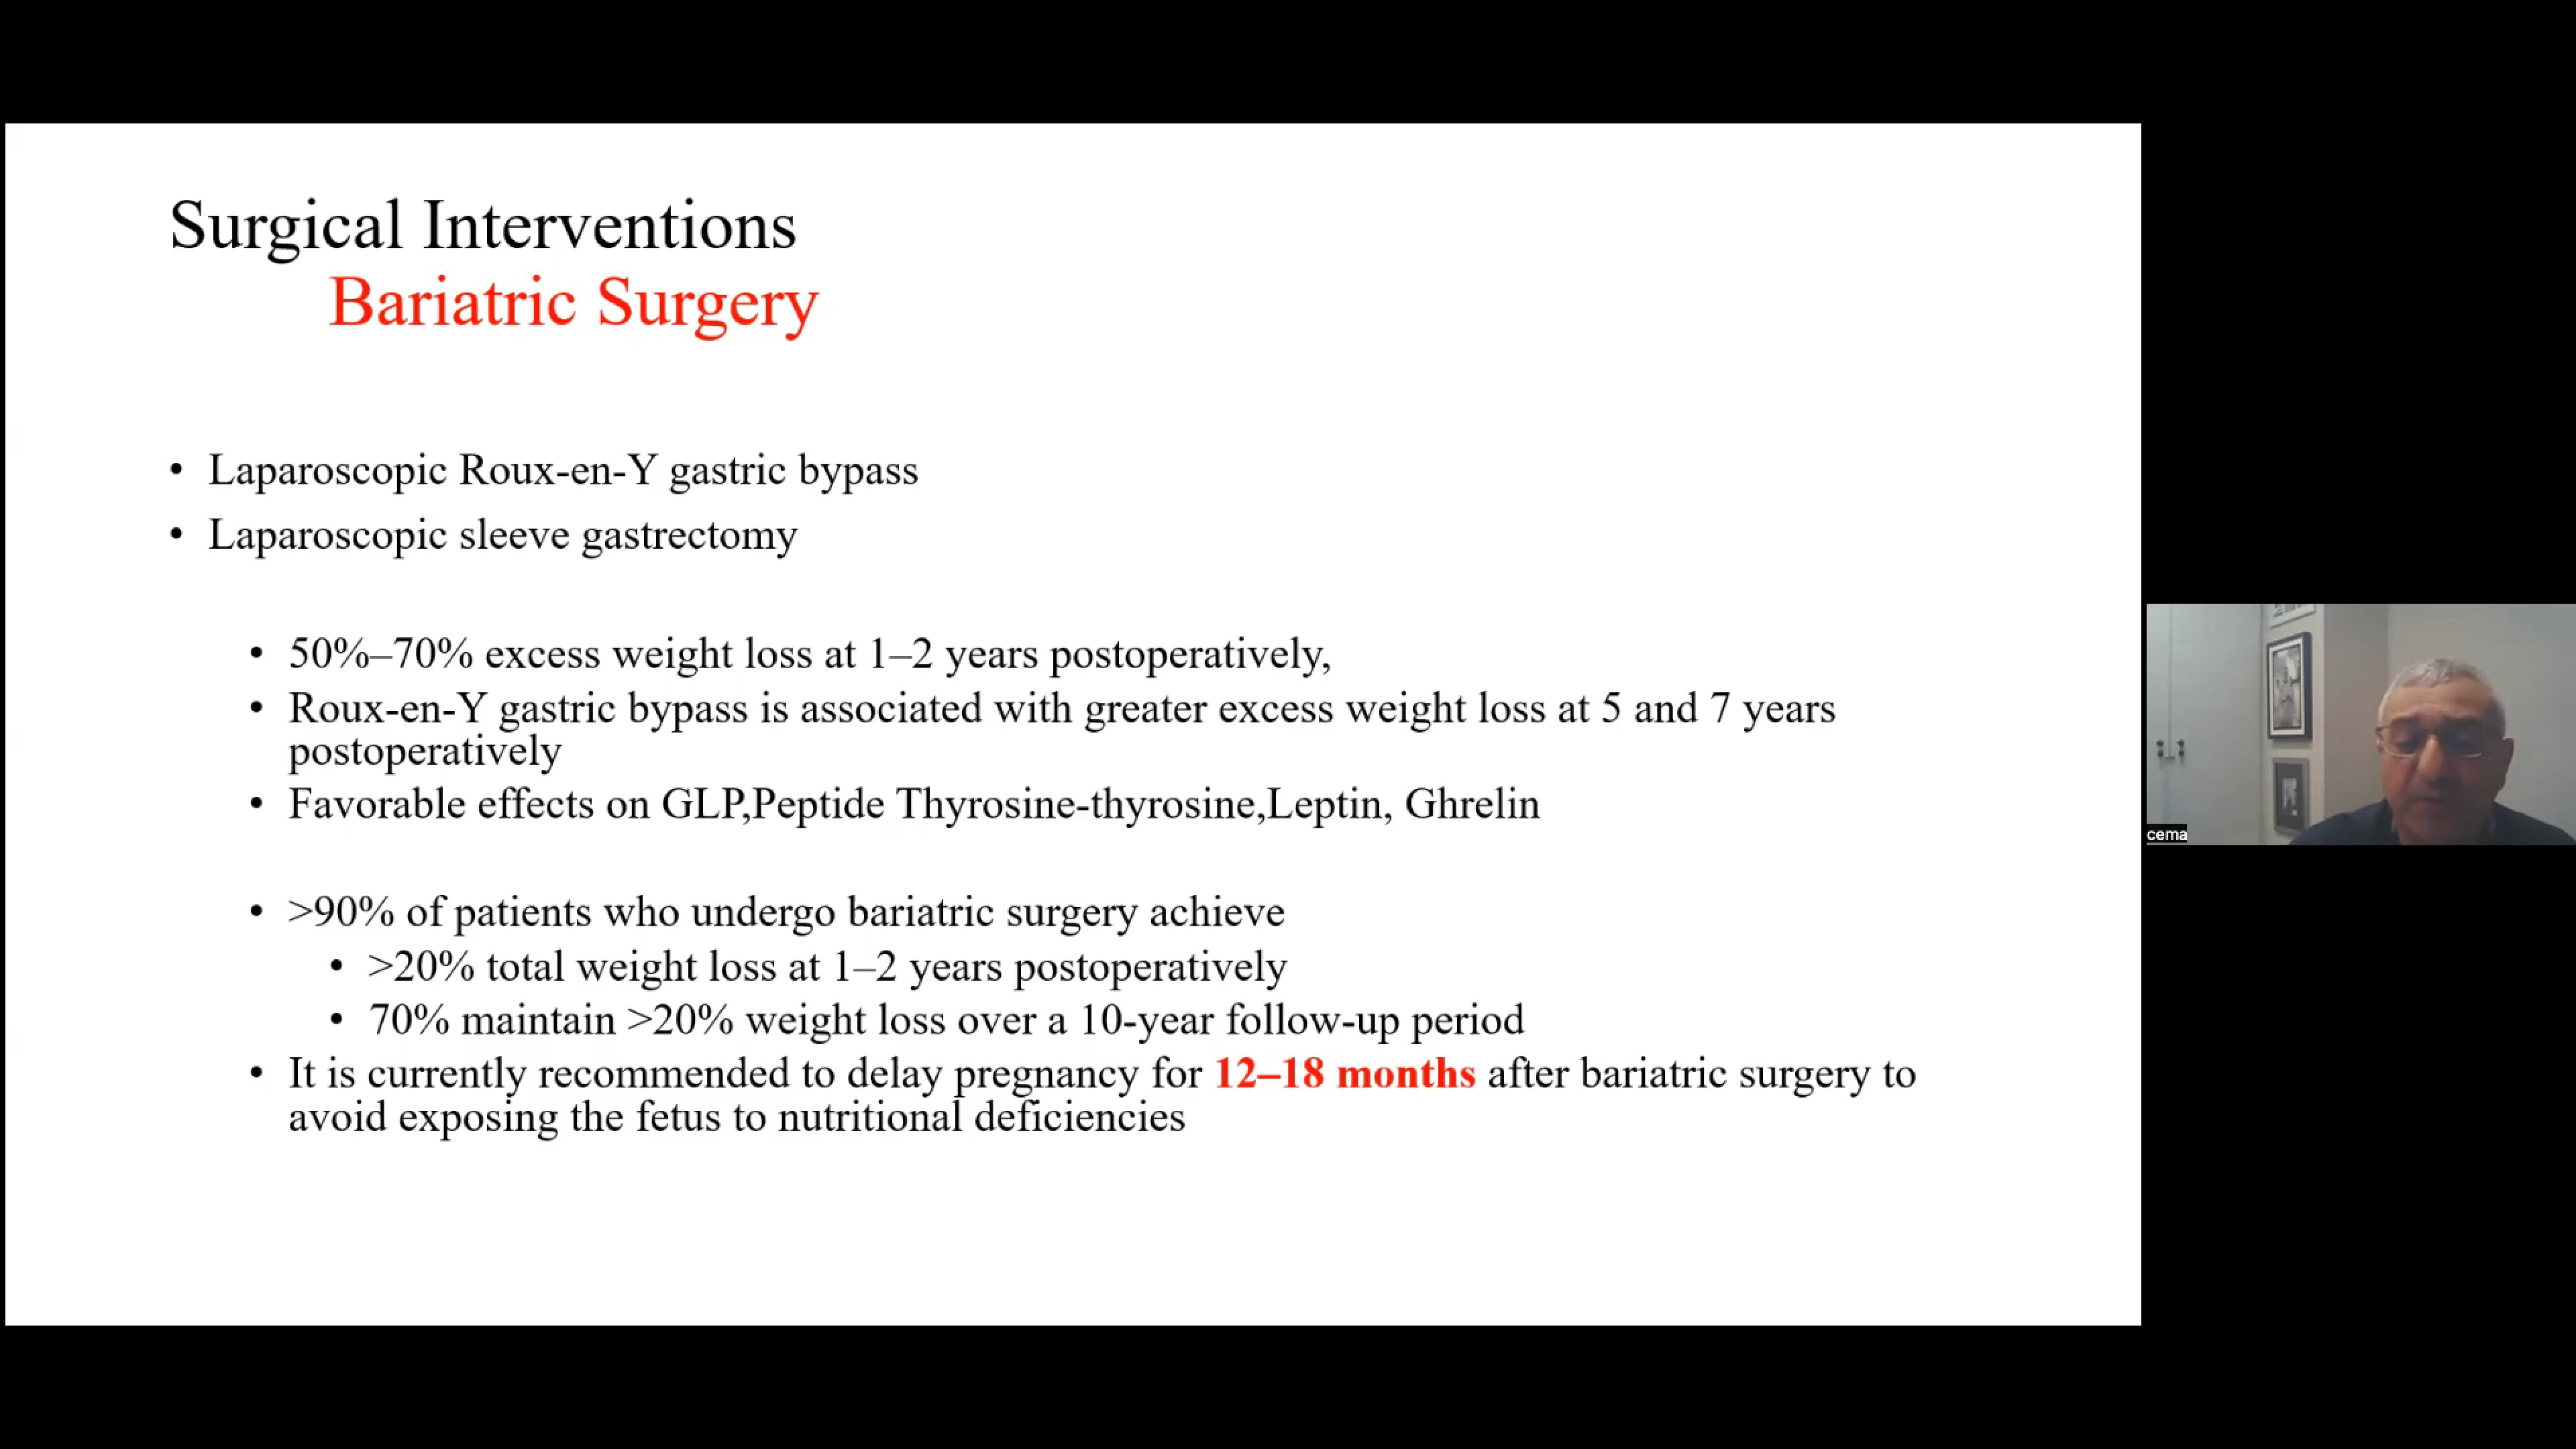 Surgical Interventions
Bariatric Surgery
• Laparoscopic Roux-en-Y gastric bypass
• Laparoscopic sleeve gastrectomy
• 50%–70% excess weight loss at 1–2 years postoperatively,
• Roux-en-Y gastric bypass is associated with greater excess weight loss at 5 and 7 years
postoperatively
• Favorable effects on GLP,Peptide Thyrosine-thyrosine,Leptin, Ghrelin
• >90% of patients who undergo bariatric surgery achieve
• >20% total weight loss at 1–2 years postoperatively
• 70% maintain >20% weight loss over a 10-year follow-up period
• It is currently recommended to delay pregnancy for 12–18 months after bariatric surgery to
avoid exposing the fetus to nutritional deficiencies
cema